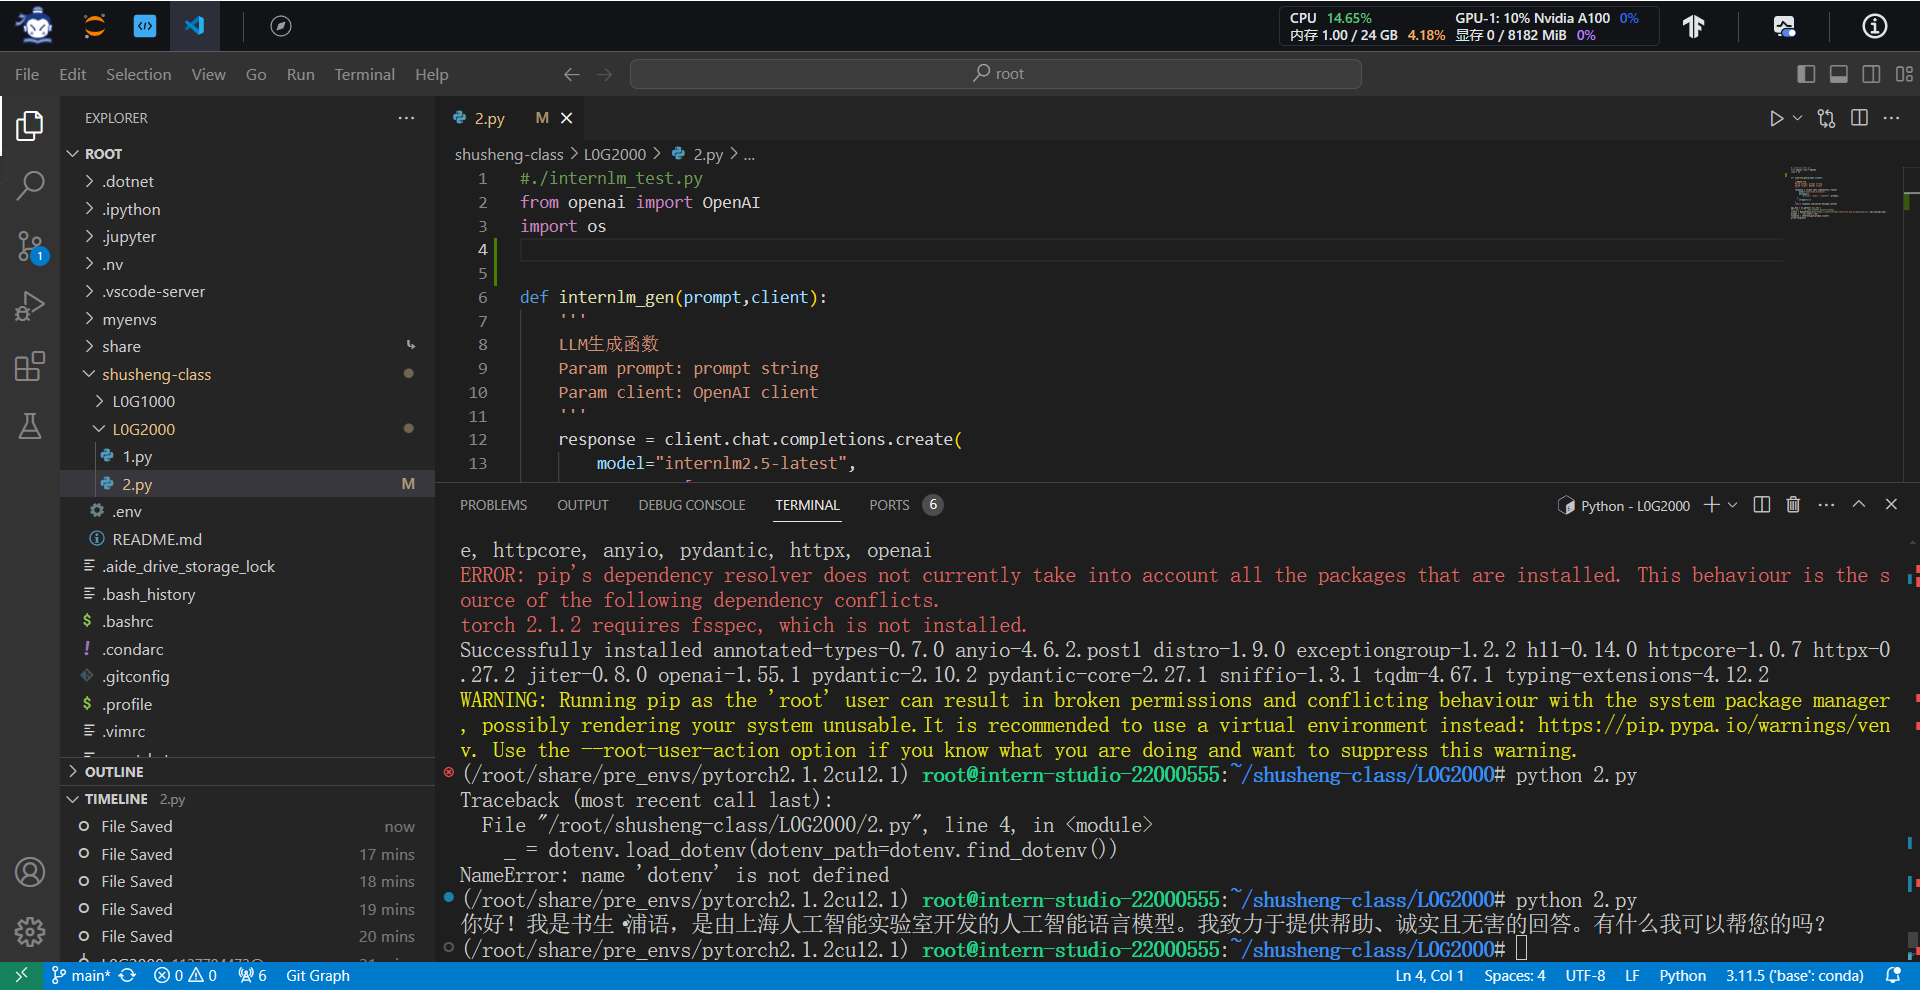 CPU 14.65% GPU-1: 10% Nvidia A100 0%
内存 1.00 / 24 GB 4.18% 显存 0 / 8182 MiB 0%
File Edit Selection View Go Run Terminal Help
root
EXPLORER
ROOT
.dotnet
.ipython
.jupyter
.nv
.vscode-server
myenvs
share
shusheng-class
L0G1000
L0G2000
1.py
2.py M
.env
README.md
.aide_drive_storage_lock
.bash_history
.bashrc
.condarc
.gitconfig
.profile
.vimrc
OUTLINE
TIMELINE 2.py
File Saved now
File Saved 17 mins
File Saved 18 mins
File Saved 19 mins
File Saved 20 mins
1
2.py M
shusheng-class > L0G2000 > 2.py > ...
1 #./internlm_test.py
2 from openai import OpenAI
3 import os
4
5
6 def internlm_gen(prompt,client):
7 '''
8 LLM生成函数
9 Param prompt: prompt string
10 Param client: OpenAI client
11 '''
12 response = client.chat.completions.create(
13 model="internlm2.5-latest",
PROBLEMS OUTPUT DEBUG CONSOLE TERMINAL PORTS 6
Python - L0G2000
e, httpcore, anyio, pydantic, httpx, openai
ERROR: pip's dependency resolver does not currently take into account all the packages that are installed. This behaviour is the s
ource of the following dependency conflicts.
torch 2.1.2 requires fsspec, which is not installed.
Successfully installed annotated-types-0.7.0 anyio-4.6.2.post1 distro-1.9.0 exceptiongroup-1.2.2 h11-0.14.0 httpcore-1.0.7 httpx-0
.27.2 jiter-0.8.0 openai-1.55.1 pydantic-2.10.2 pydantic-core-2.27.1 sniffio-1.3.1 tqdm-4.67.1 typing-extensions-4.12.2
WARNING: Running pip as the 'root' user can result in broken permissions and conflicting behaviour with the system package manager
, possibly rendering your system unusable.It is recommended to use a virtual environment instead: https://pip.pypa.io/warnings/ven
v. Use the --root-user-action option if you know what you are doing and want to suppress this warning.
(/root/share/pre_envs/pytorch2.1.2cu12.1) root@intern-studio-22000555:~/shusheng-class/L0G2000# python 2.py
Traceback (most recent call last):
File "/root/shusheng-class/L0G2000/2.py", line 4, in <module>
_ = dotenv.load_dotenv(dotenv_path=dotenv.find_dotenv())
NameError: name 'dotenv' is not defined
(/root/share/pre_envs/pytorch2.1.2cu12.1) root@intern-studio-22000555:~/shusheng-class/L0G2000# python 2.py
你好！我是书生·浦语，是由上海人工智能实验室开发的人工智能语言模型。我致力于提供帮助、诚实且无害的回答。有什么我可以帮您的吗？
(/root/share/pre_envs/pytorch2.1.2cu12.1) root@intern-studio-22000555:~/shusheng-class/L0G2000#
main* 0 0 6 Git Graph
Ln 4, Col 1 Spaces: 4 UTF-8 LF Python 3.11.5 ('base': conda)